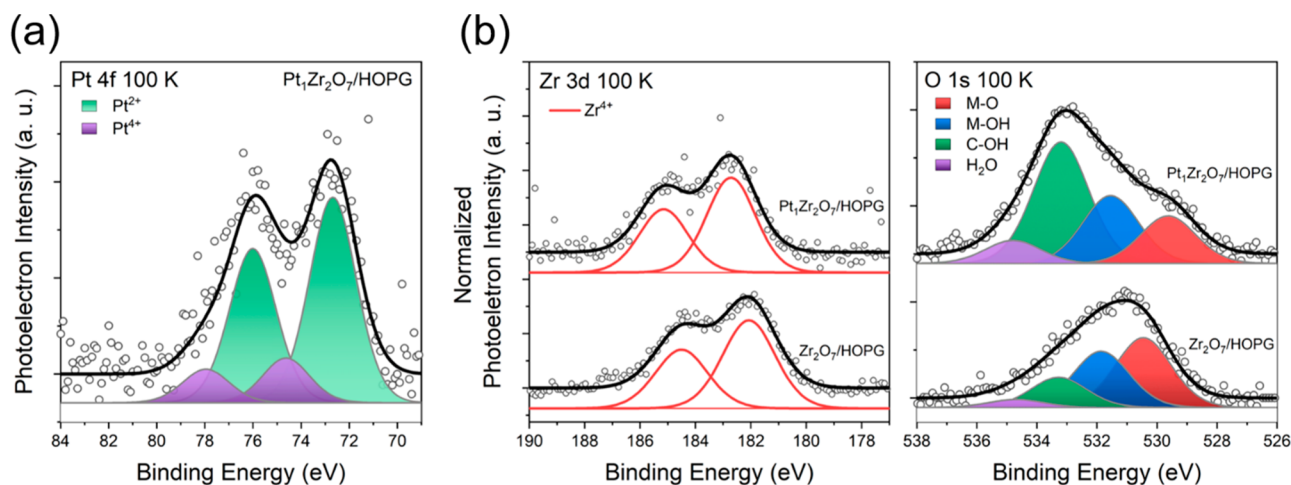 (a)
Pt 4f 100 K
Pt₁Zr₂O₇/HOPG
Pt²⁺
Pt⁴⁺
Photoelectron Intensity (a. u.)
84 82 80 78 76 74 72 70
Binding Energy (eV)
(b)
Zr 3d 100 K
Zr⁴⁺
Pt₁Zr₂O₇/HOPG
Zr₂O₇/HOPG
Normalized
Photoeletron Intensity (a. u.)
190 188 186 184 182 180 178
Binding Energy (eV)
O 1s 100 K
M-O
M-OH
C-OH
H₂O
Pt₁Zr₂O₇/HOPG
Zr₂O₇/HOPG
538 536 534 532 530 528 526
Binding Energy (eV)